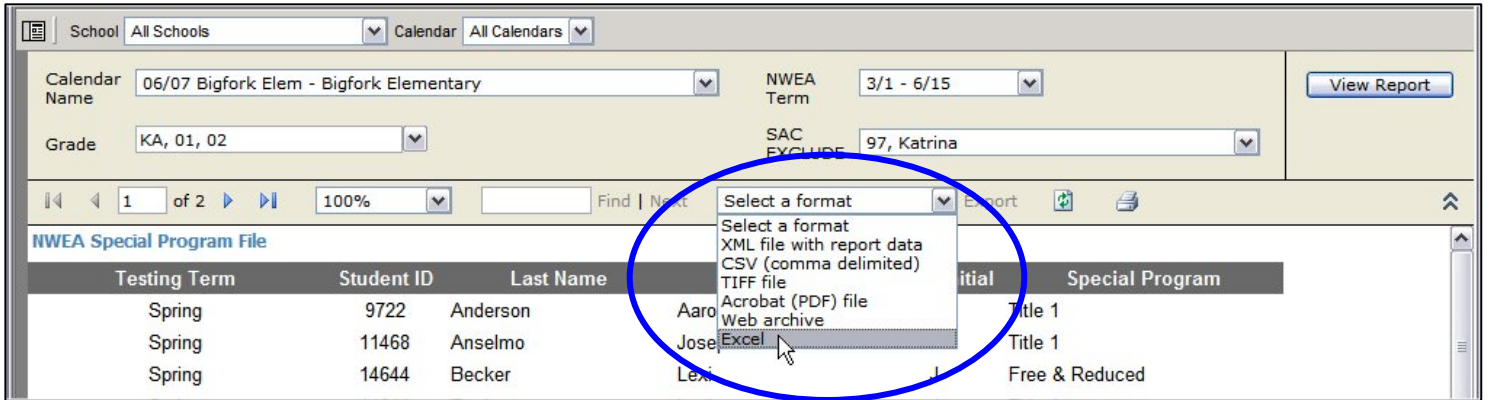 School All Schools Calendar All Calendars
Calendar Name 06/07 Bigfork Elem - Bigfork Elementary NWEA Term 3/1 - 6/15 View Report
Grade KA, 01, 02 SAC EXCLUDE 97, Katrina
1 of 2 100% Find | Next Select a format Export
Select a format
XML file with report data
CSV (comma delimited)
TIFF file
Acrobat (PDF) file
Web archive
Excel
NWEA Special Program File
Testing Term Student ID Last Name itial Special Program
Spring 9722 Anderson Aaro Title 1
Spring 11468 Anselmo Josep Title 1
Spring 14644 Becker Lexi J Free & Reduced